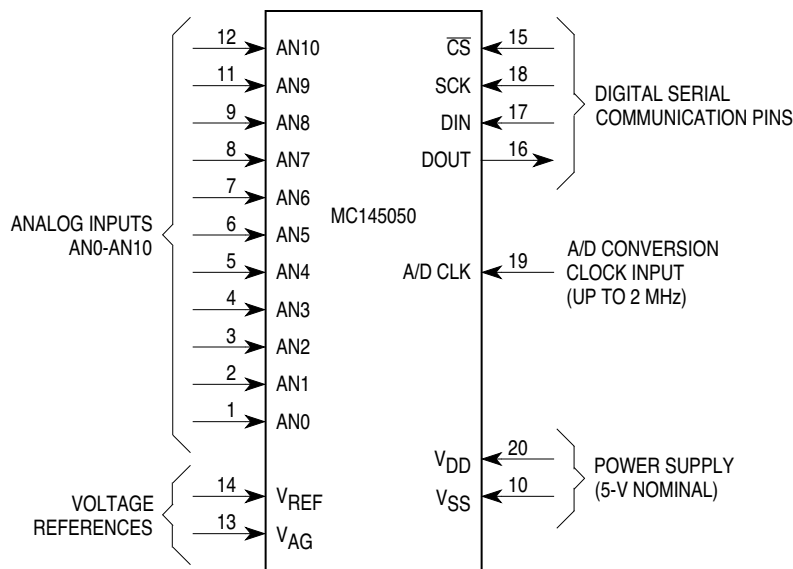 12 AN10
11 AN9
9 AN8
8 AN7
7 AN6
6 AN5
5 AN4
4 AN3
3 AN2
2 AN1
1 AN0
ANALOG INPUTS
AN0-AN10
14 VREF
13 VAG
VOLTAGE
REFERENCES
MC145050
CS 15
SCK 18
DIN 17
DOUT 16
DIGITAL SERIAL
COMMUNICATION PINS
A/D CLK 19
A/D CONVERSION
CLOCK INPUT
(UP TO 2 MHz)
VDD 20
VSS 10
POWER SUPPLY
(5-V NOMINAL)